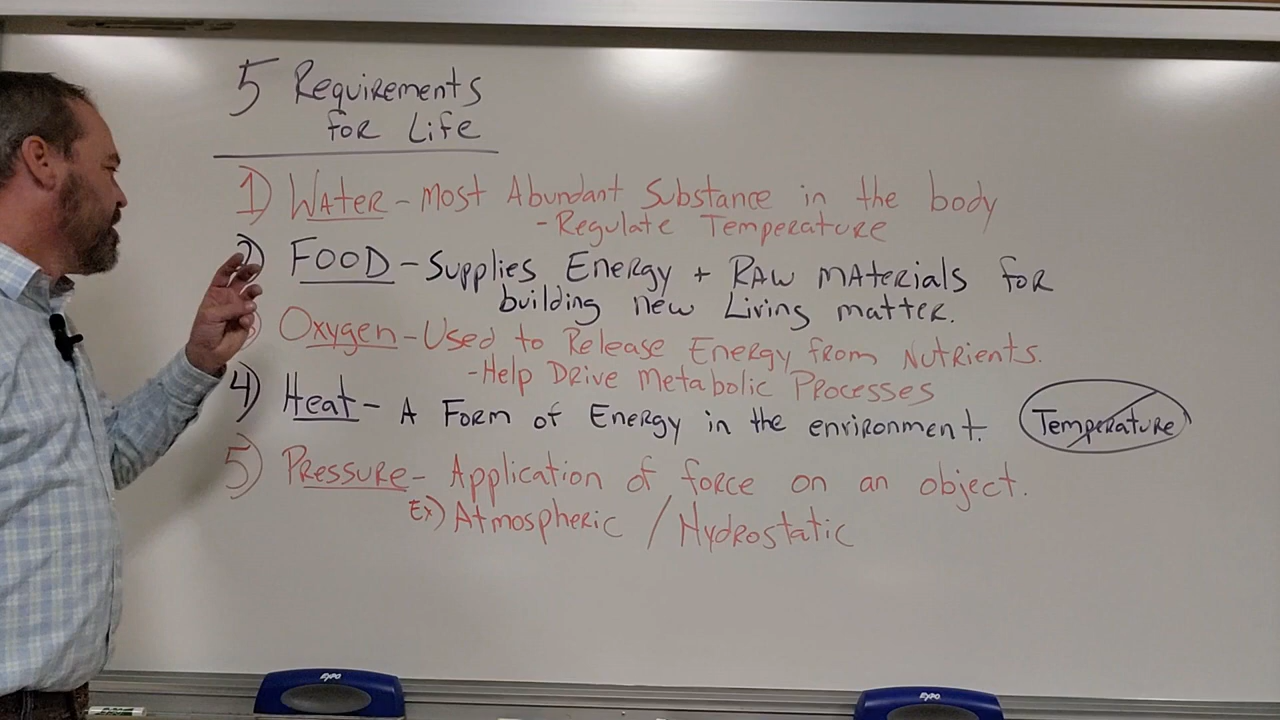 5 Requirements
for Life
1) Water - Most Abundant Substance in the body
- Regulate Temperature
2) FOOD - Supplies Energy + Raw Materials for
building new Living matter.
3) Oxygen - Used to Release Energy from Nutrients.
- Help Drive Metabolic Processes
4) Heat - A Form of Energy in the environment. Temperature
5) Pressure - Application of force on an object.
Ex) Atmospheric / Hydrostatic
EXPO
EXPO